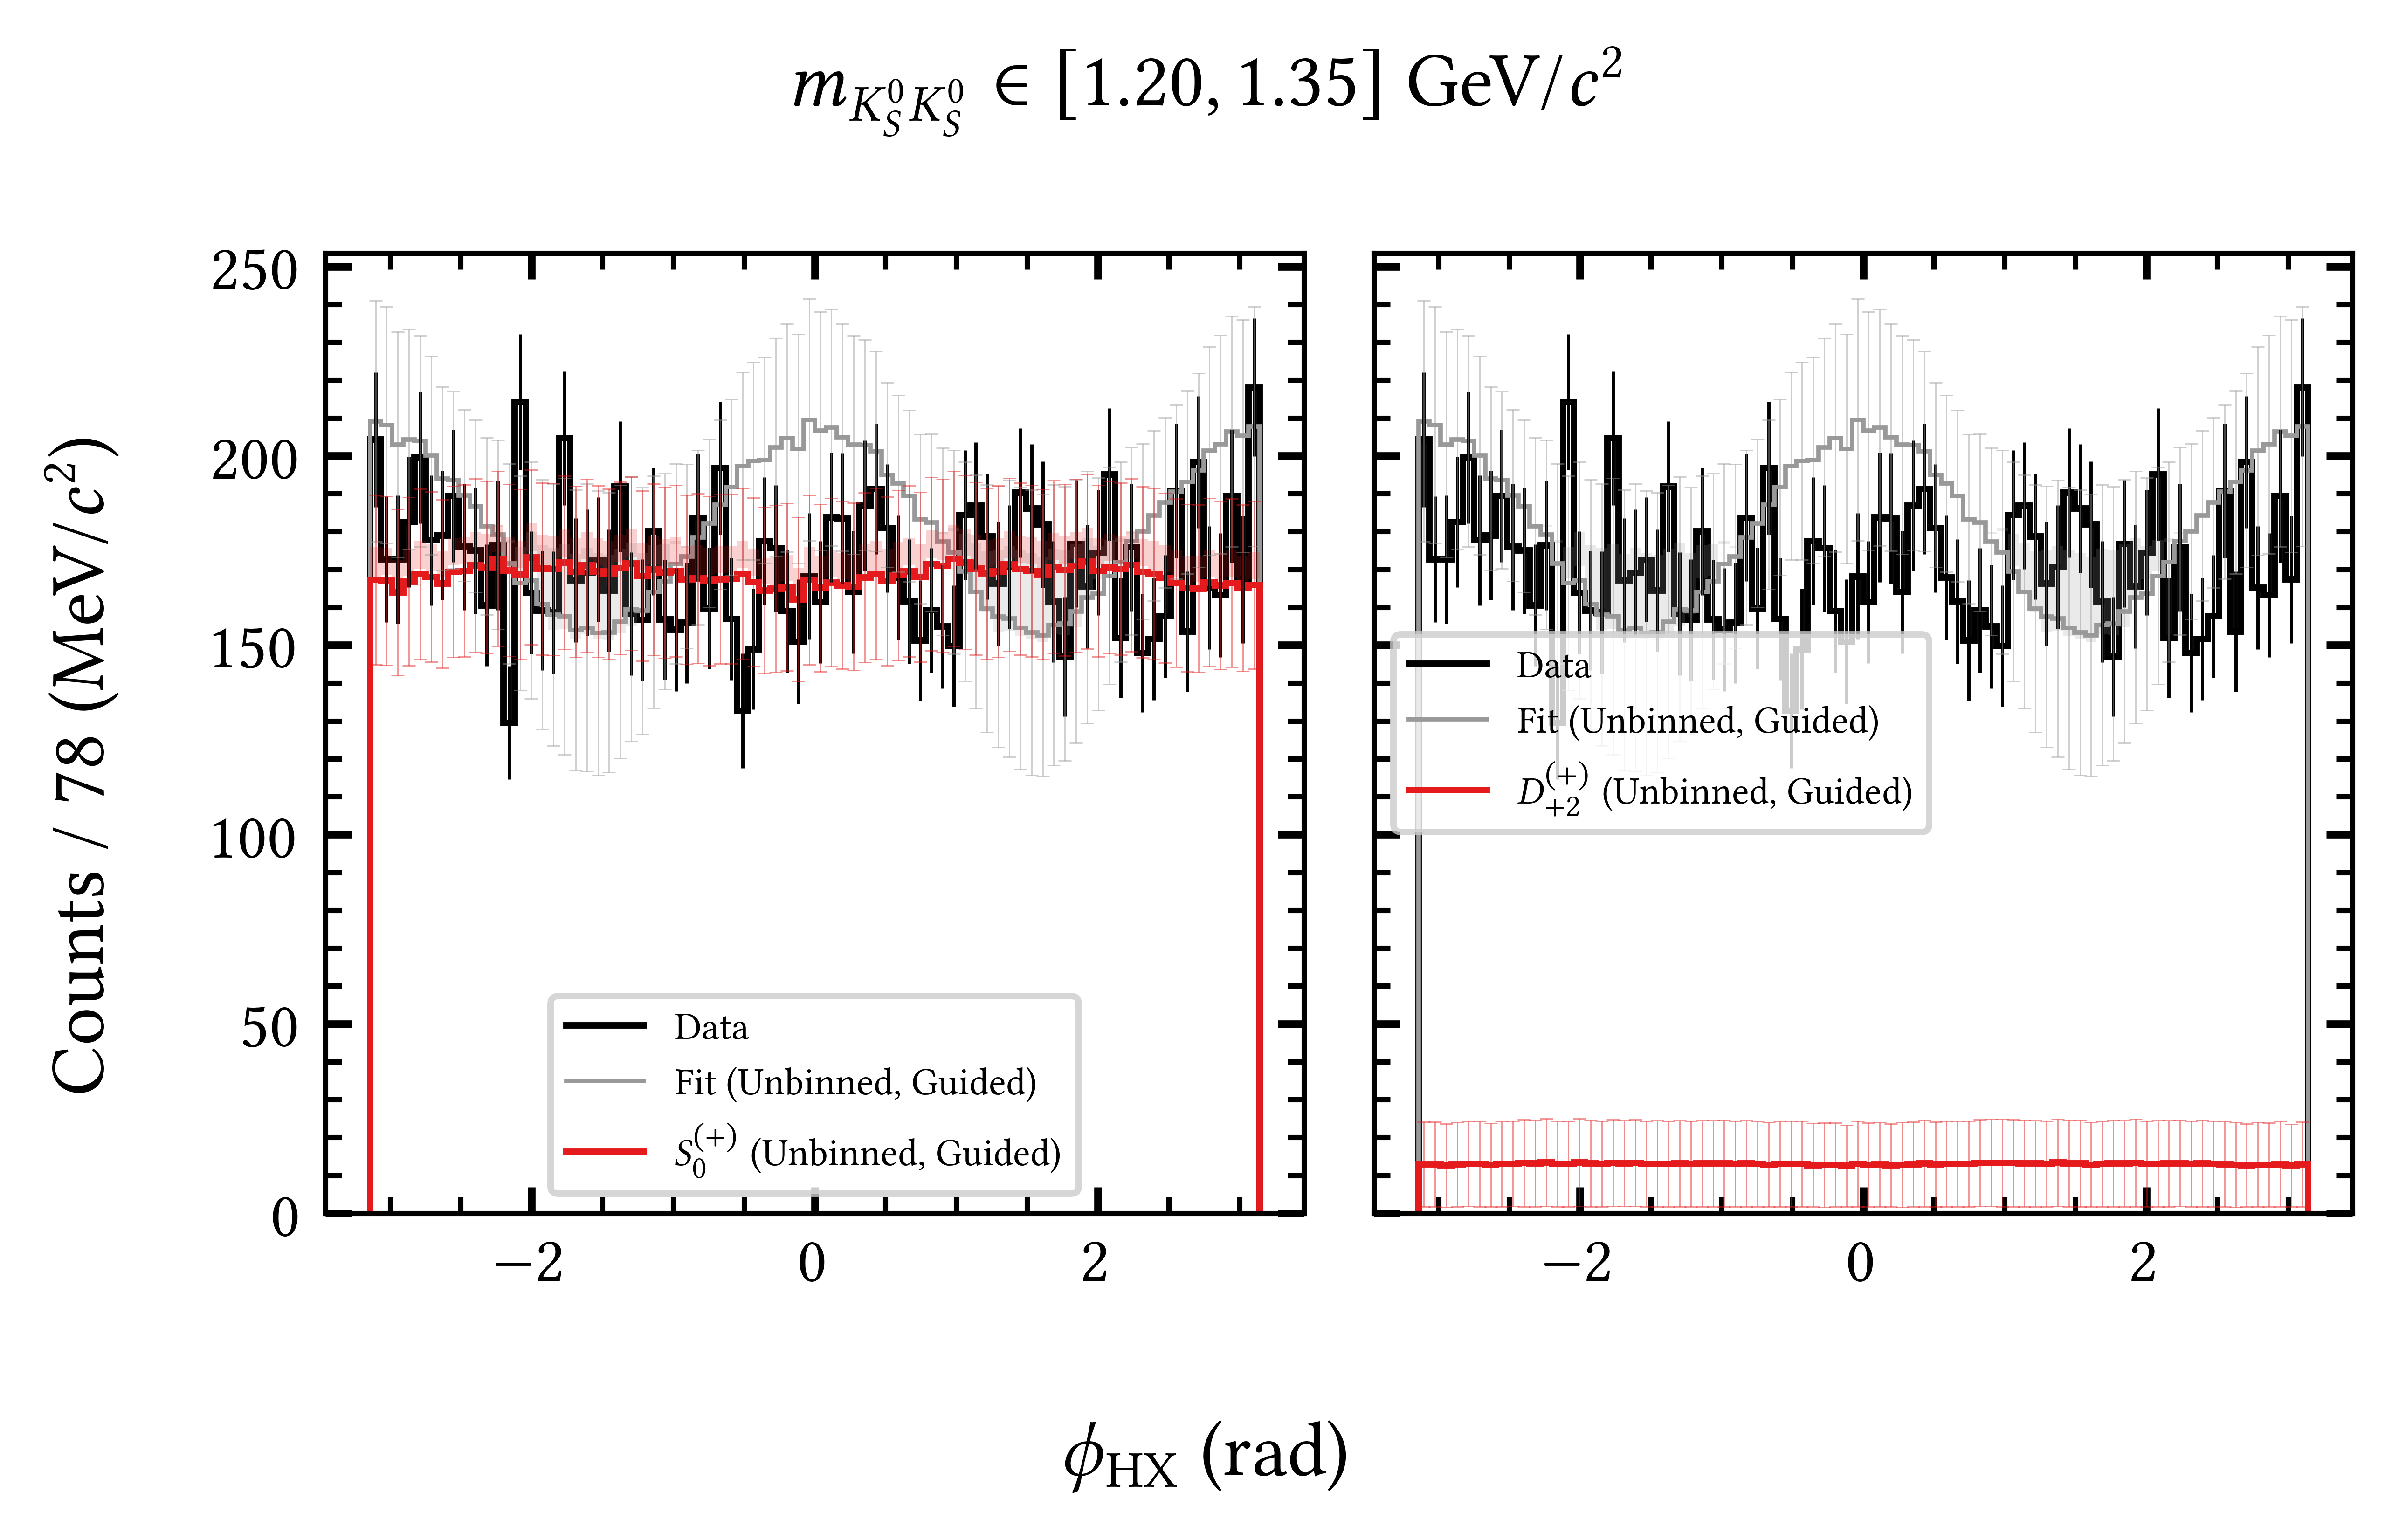 m_{K_S^0 K_S^0} ∈ [1.20, 1.35] GeV/c²
Counts / 78 (MeV/c²)
250
200
150
100
50
0
Data
Fit (Unbinned, Guided)
S_0^{(+)} (Unbinned, Guided)
−2
0
2
Data
Fit (Unbinned, Guided)
D_{+2}^{(+)} (Unbinned, Guided)
−2
0
2
ϕ_{HX} (rad)